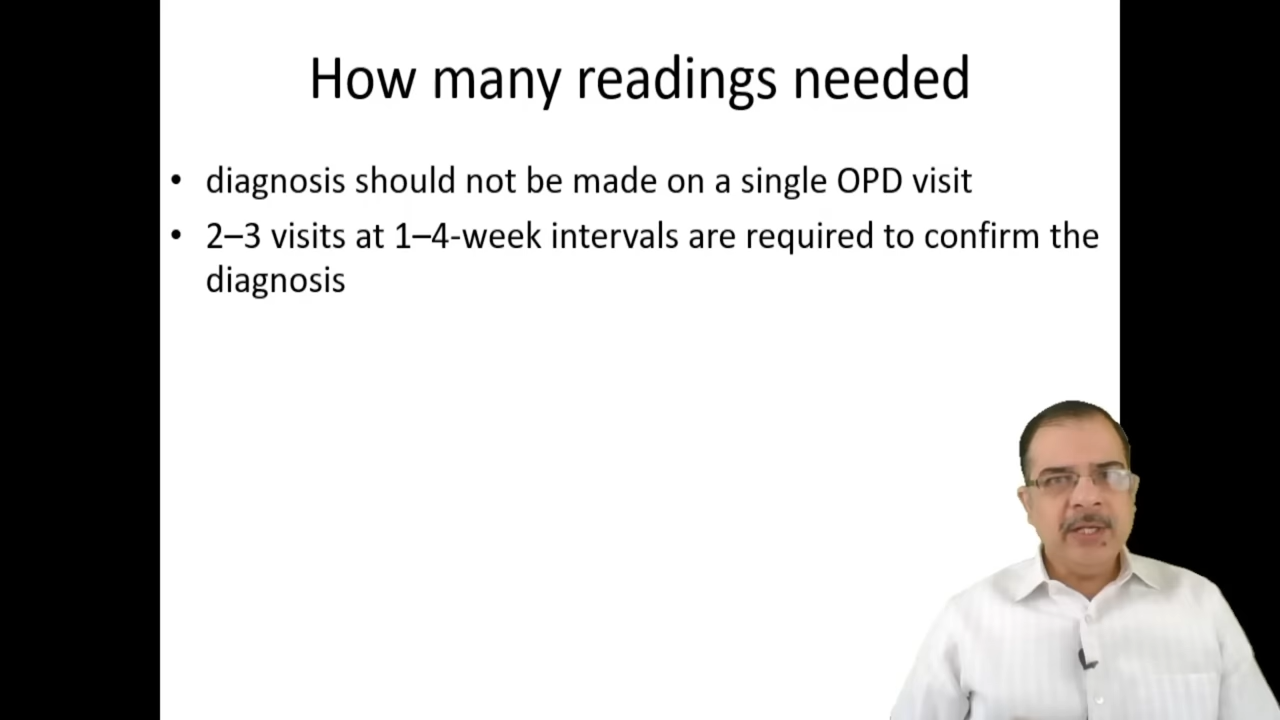 How many readings needed
• diagnosis should not be made on a single OPD visit
• 2–3 visits at 1–4-week intervals are required to confirm the
diagnosis